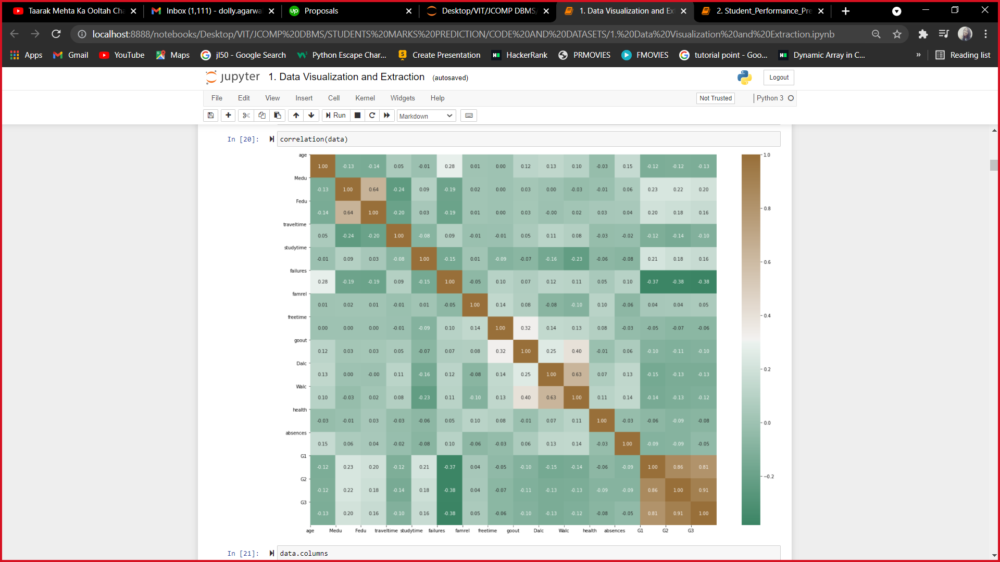 Taarak Mehta Ka Ooltah Cha
Inbox (1,111) - dolly.agarwa
Proposals
Desktop/VIT/JCOMP DBMS/
1. Data Visualization and Ex
2. Student_Performance_Pre
localhost:8888/notebooks/Desktop/VIT/JCOMP%20DBMS/STUDENTS%20MARKS%20PREDICTION/CODE%20AND%20DATASETS/1.%20Data%20Visualization%20and%20Extraction.ipynb
Apps Gmail YouTube Maps jl50 - Google Search Python Escape Char... Create Presentation HackerRank PRMOVIES FMOVIES tutorial point - Goo... Dynamic Array in C... » Reading list
jupyter 1. Data Visualization and Extraction (autosaved) Logout
File Edit View Insert Cell Kernel Widgets Help Not Trusted Python 3
Run Markdown
In [20]: correlation(data)
age 1.00 -0.13 -0.14 0.05 -0.01 0.28 0.01 0.00 0.12 0.13 0.10 -0.03 0.15 -0.12 -0.12 -0.13
Medu -0.13 1.00 0.64 -0.24 0.09 -0.19 0.02 0.00 0.03 0.00 -0.03 -0.01 0.06 0.23 0.22 0.20
Fedu -0.14 0.64 1.00 -0.20 0.03 -0.19 0.01 0.00 0.03 -0.00 0.02 0.03 0.04 0.20 0.18 0.16
traveltime 0.05 -0.24 -0.20 1.00 -0.08 0.09 -0.01 -0.01 0.05 0.11 0.08 -0.03 -0.02 -0.12 -0.14 -0.10
studytime -0.01 0.09 0.03 -0.08 1.00 -0.15 0.01 -0.09 -0.07 -0.16 -0.23 -0.06 -0.08 0.21 0.18 0.16
failures 0.28 -0.19 -0.19 0.09 -0.15 1.00 -0.05 0.10 0.07 0.12 0.11 0.05 0.10 -0.37 -0.38 -0.38
famrel 0.01 0.02 0.01 -0.01 0.01 -0.05 1.00 0.14 0.08 -0.08 -0.10 0.10 -0.06 0.04 0.04 0.05
freetime 0.00 0.00 0.00 -0.01 -0.09 0.10 0.14 1.00 0.32 0.14 0.13 0.08 -0.03 -0.05 -0.07 -0.06
goout 0.12 0.03 0.03 0.05 -0.07 0.07 0.08 0.32 1.00 0.25 0.40 -0.01 0.06 -0.10 -0.11 -0.10
Dalc 0.13 0.00 -0.00 0.11 -0.16 0.12 -0.08 0.14 0.25 1.00 0.63 0.07 0.13 -0.15 -0.13 -0.13
Walc 0.10 -0.03 0.02 0.08 -0.23 0.11 -0.10 0.13 0.40 0.63 1.00 0.11 0.14 -0.14 -0.13 -0.12
health -0.03 -0.01 0.03 -0.03 -0.06 0.05 0.10 0.08 -0.01 0.07 0.11 1.00 -0.03 -0.06 -0.09 -0.08
absences 0.15 0.06 0.04 -0.02 -0.08 0.10 -0.06 -0.03 0.06 0.13 0.14 -0.03 1.00 -0.09 -0.09 -0.05
G1 -0.12 0.23 0.20 -0.12 0.21 -0.37 0.04 -0.05 -0.10 -0.15 -0.14 -0.06 -0.09 1.00 0.86 0.81
G2 -0.12 0.22 0.18 -0.14 0.18 -0.38 0.04 -0.07 -0.11 -0.13 -0.13 -0.09 -0.09 0.86 1.00 0.91
G3 -0.13 0.20 0.16 -0.10 0.16 -0.38 0.05 -0.06 -0.10 -0.13 -0.12 -0.08 -0.05 0.81 0.91 1.00
age Medu Fedu traveltime studytime failures famrel freetime goout Dalc Walc health absences G1 G2 G3
1.0
0.8
0.6
0.4
0.2
0.0
-0.2
In [21]: data.columns